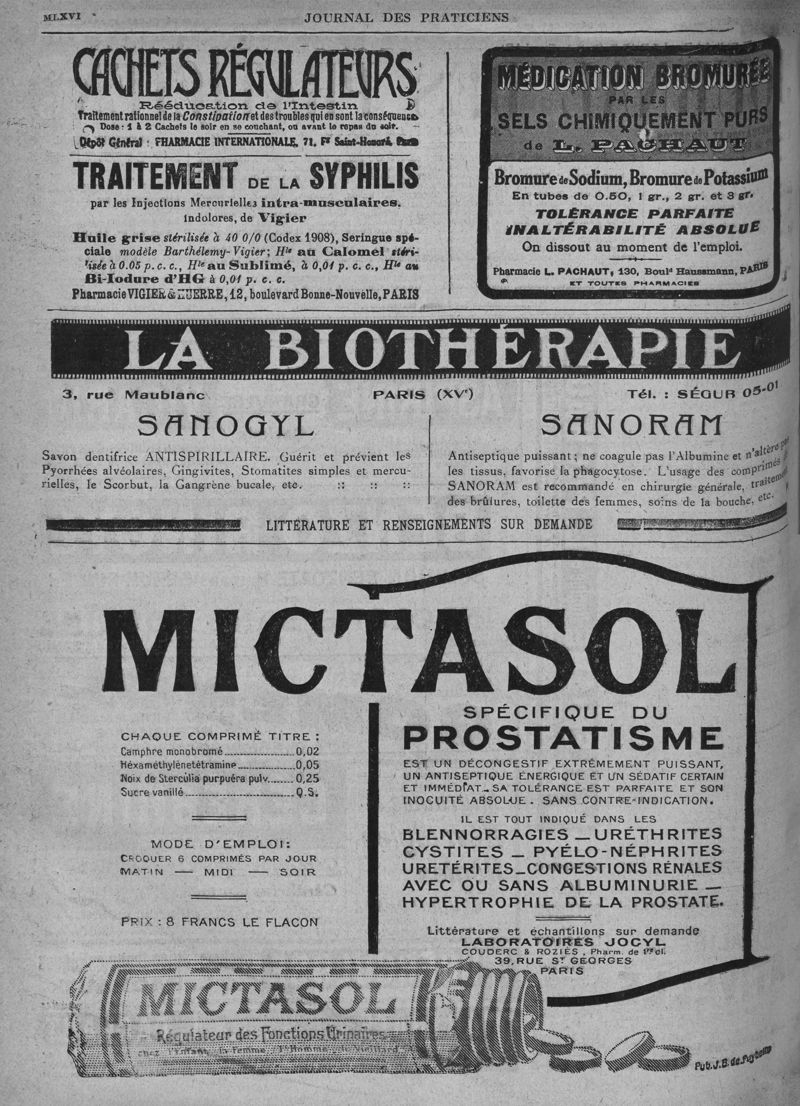 MLXVI
JOURNAL DES PRATICIENS
CACHETS RÉGULATEURS
Rééducation de l'Intestin
Traitement rationnel de la Constipation et des troubles qui en sont la conséquence
Dose : 1 à 2 Cachets le soir en se couchant, ou avant le repas du soir.
Dépôt Général : PHARMACIE INTERNATIONALE, 71, Fg Saint-Honoré, Paris
TRAITEMENT DE LA SYPHILIS
par les Injections Mercurielles intra-musculaires.
indolores, de Vigier
Huile grise stérilisée à 40 0/0 (Codex 1908), Seringue spé-
ciale modèle Barthélemy-Vigier; Hle au Calomel stéri-
lisée à 0.05 p. c. c., Hle au Sublimé, à 0,01 p. c. c., Hle au
Bi-Iodure d'HG à 0,01 p. c. c.
Pharmacie VIGIER & HUERRE, 12, boulevard Bonne-Nouvelle, PARIS
MÉDICATION BROMURÉE
PAR LES
SELS CHIMIQUEMENT PURS
de L. PACHAUT
Bromure de Sodium, Bromure de Potassium
En tubes de 0.50, 1 gr., 2 gr. et 3 gr.
TOLÉRANCE PARFAITE
INALTÉRABILITÉ ABSOLUE
On dissout au moment de l'emploi.
Pharmacie L. PACHAUT, 130, Bould Haussmann, PARIS
ET TOUTES PHARMACIES
LA BIOTHÉRAPIE
3, rue Maublanc PARIS (XVe) Tél. : SÉGUR 05-01
SANOGYL
Savon dentifrice ANTISPIRILLAIRE. Guérit et prévient les
Pyorrhées alvéolaires, Gingivites, Stomatites simples et mercu-
rielles, le Scorbut, la Gangrène bucale, etc. :: :: ::
SANORAM
Antiseptique puissant ; ne coagule pas l'Albumine et n'altère pas
les tissus, favorise la phagocytose. L'usage des comprimés
SANORAM est recommandé en chirurgie générale, traitement
des brûlures, toilette des femmes, soins de la bouche, etc.
LITTÉRATURE ET RENSEIGNEMENTS SUR DEMANDE
MICTASOL
CHAQUE COMPRIMÉ TITRE :
Camphre monobromé..................0,02
Héxaméthylènetétramine...............0,05
Noix de Sterculia purpuéra pulv.......0,25
Sucre vanillé.............................Q.S.
MODE D'EMPLOI:
CROQUER 6 COMPRIMÉS PAR JOUR
MATIN — MIDI — SOIR
PRIX : 8 FRANCS LE FLACON
SPÉCIFIQUE DU
PROSTATISME
EST UN DÉCONGESTIF EXTRÊMEMENT PUISSANT,
UN ANTISEPTIQUE ENERGIQUE ET UN SÉDATIF CERTAIN
ET IMMÉDIAT_SA TOLÉRANCE EST PARFAITE ET SON
INOCUITÉ ABSOLUE. SANS CONTRE-INDICATION.
IL EST TOUT INDIQUÉ DANS LES
BLENNORRAGIES _ URÉTHRITES
CYSTITES _ PYÉLO-NÉPHRITES
URETÉRITES_CONGESTIONS RÉNALES
AVEC OU SANS ALBUMINURIE _
HYPERTROPHIE DE LA PROSTATE.
Littérature et échantillons sur demande
LABORATOIRES JOCYL
COUDERC & ROZIÈS, Pharm. de 1re cl.
39, RUE ST GEORGES
PARIS
MICTASOL
Régulateur des Fonctions Urinaires
chez l'Enfant, la Femme, l'Homme, le Vieillard
Pub. J.B. de